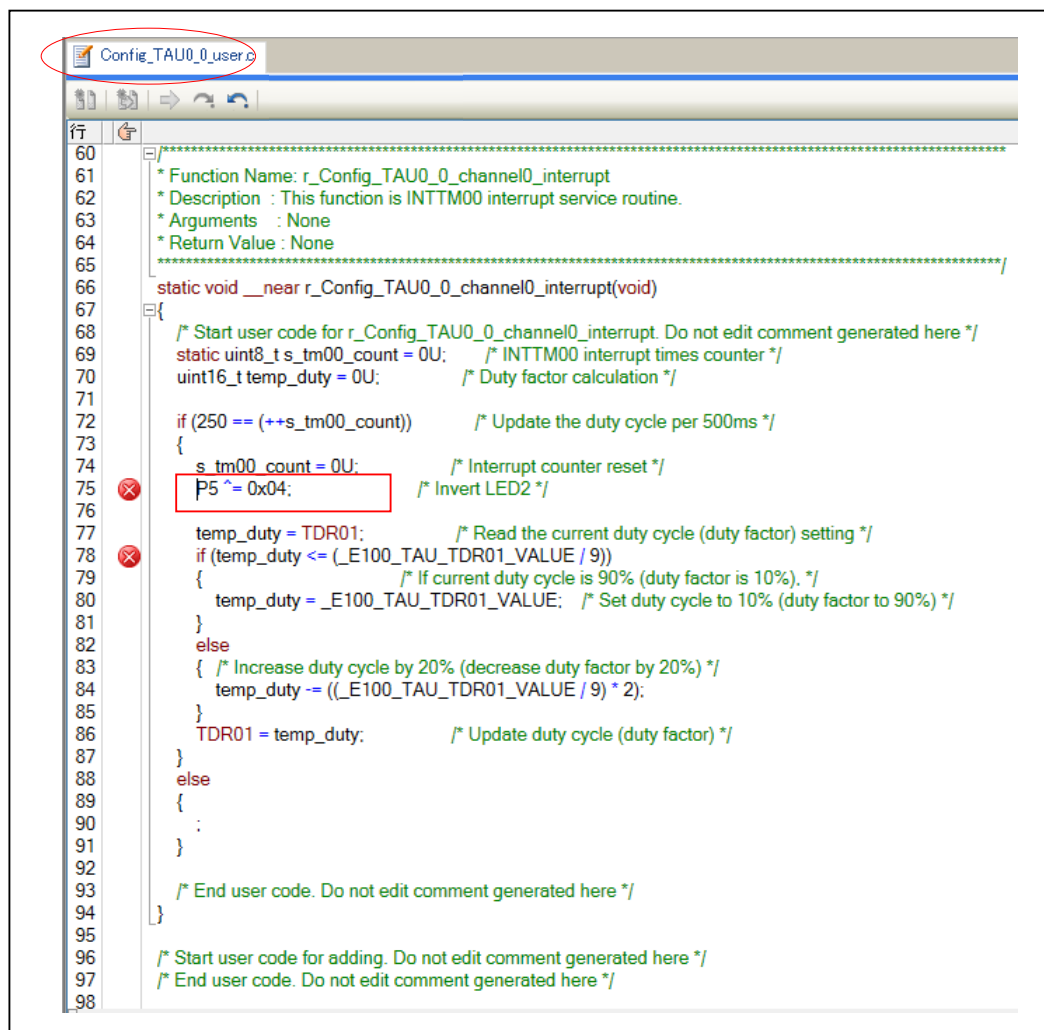 Config_TAU0_0_user.c
行
60 /***********************************************************************************************************************
61 * Function Name: r_Config_TAU0_0_channel0_interrupt
62 * Description  : This function is INTTM00 interrupt service routine.
63 * Arguments    : None
64 * Return Value : None
65 ***********************************************************************************************************************/
66 static void __near r_Config_TAU0_0_channel0_interrupt(void)
67 {
68 /* Start user code for r_Config_TAU0_0_channel0_interrupt. Do not edit comment generated here */
69 static uint8_t s_tm00_count = 0U; /* INTTM00 interrupt times counter */
70 uint16_t temp_duty = 0U; /* Duty factor calculation */
71
72 if (250 == (++s_tm00_count)) /* Update the duty cycle per 500ms */
73 {
74 s_tm00_count = 0U; /* Interrupt counter reset */
75 P5 ^= 0x04; /* Invert LED2 */
76
77 temp_duty = TDR01; /* Read the current duty cycle (duty factor) setting */
78 if (temp_duty <= (_E100_TAU_TDR01_VALUE / 9))
79 { /* If current duty cycle is 90% (duty factor is 10%), */
80 temp_duty = _E100_TAU_TDR01_VALUE; /* Set duty cycle to 10% (duty factor to 90%) */
81 }
82 else
83 { /* Increase duty cycle by 20% (decrease duty factor by 20%) */
84 temp_duty -= ((_E100_TAU_TDR01_VALUE / 9) * 2);
85 }
86 TDR01 = temp_duty; /* Update duty cycle (duty factor) */
87 }
88 else
89 {
90 ;
91 }
92
93 /* End user code. Do not edit comment generated here */
94 }
95
96 /* Start user code for adding. Do not edit comment generated here */
97 /* End user code. Do not edit comment generated here */
98